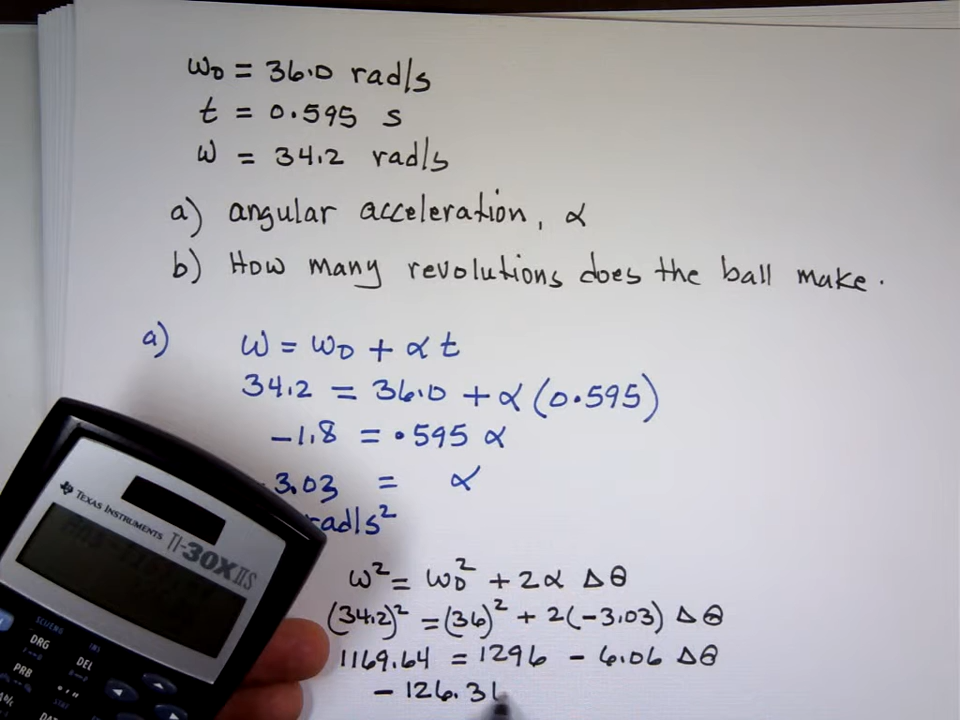 ω₀ = 36.0 rad/s
t = 0.595 s
ω = 34.2 rad/s
a) angular acceleration, α
b) How many revolutions does the ball make.
a) ω = ω₀ + αt
34.2 = 36.0 + α(0.595)
-1.8 = .595 α
3.03 = α
rad/s²
ω² = ω₀² + 2α Δθ
(34.2)² = (36)² + 2(-3.03) Δθ
1169.64 = 1296 - 6.06 Δθ
- 126.3
TEXAS INSTRUMENTS TI-30X IIS
DRG
DEL
PRB